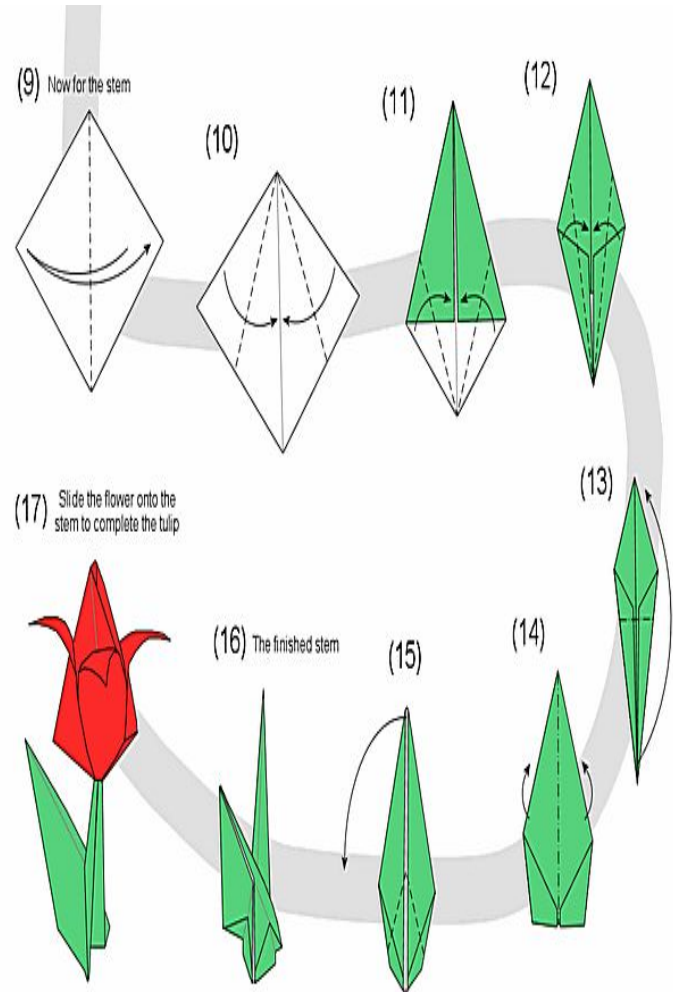 (9) Now for the stem
(10)
(11)
(12)
(13)
(14)
(15)
(16) The finished stem
(17) Slide the flower onto the
stem to complete the tulip